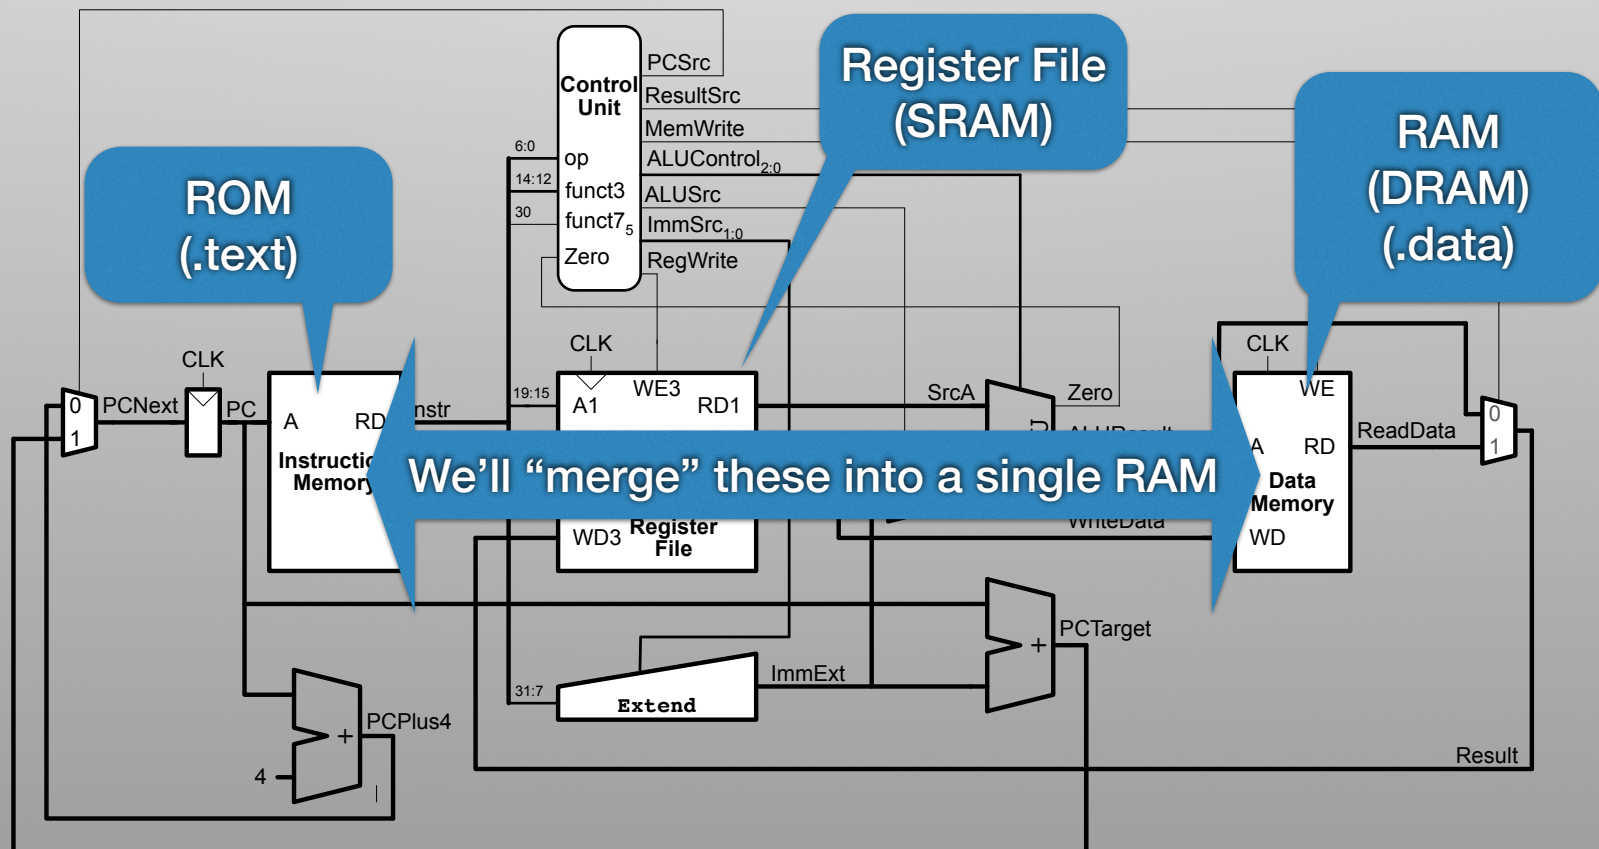 PCSrc
Control
Unit
ResultSrc
MemWrite
ALUControl2:0
ALUSrc
ImmSrc1:0
RegWrite
6:0
op
14:12
funct3
30
funct75
Zero
Register File
(SRAM)
RAM
(DRAM)
(.data)
ROM
(.text)
CLK
CLK
CLK
0
1
PCNext
PC
A
RD
Instr
Memory
19:15
A1
WE3
RD1
SrcA
Zero
WE
A
RD
ReadData
0
1
We'll “merge” these into a single RAM
Data
Memory
WD3
Register
File
WriteData
WD
PCTarget
+
31:7
ImmExt
Extend
PCPlus4
+
4
Result